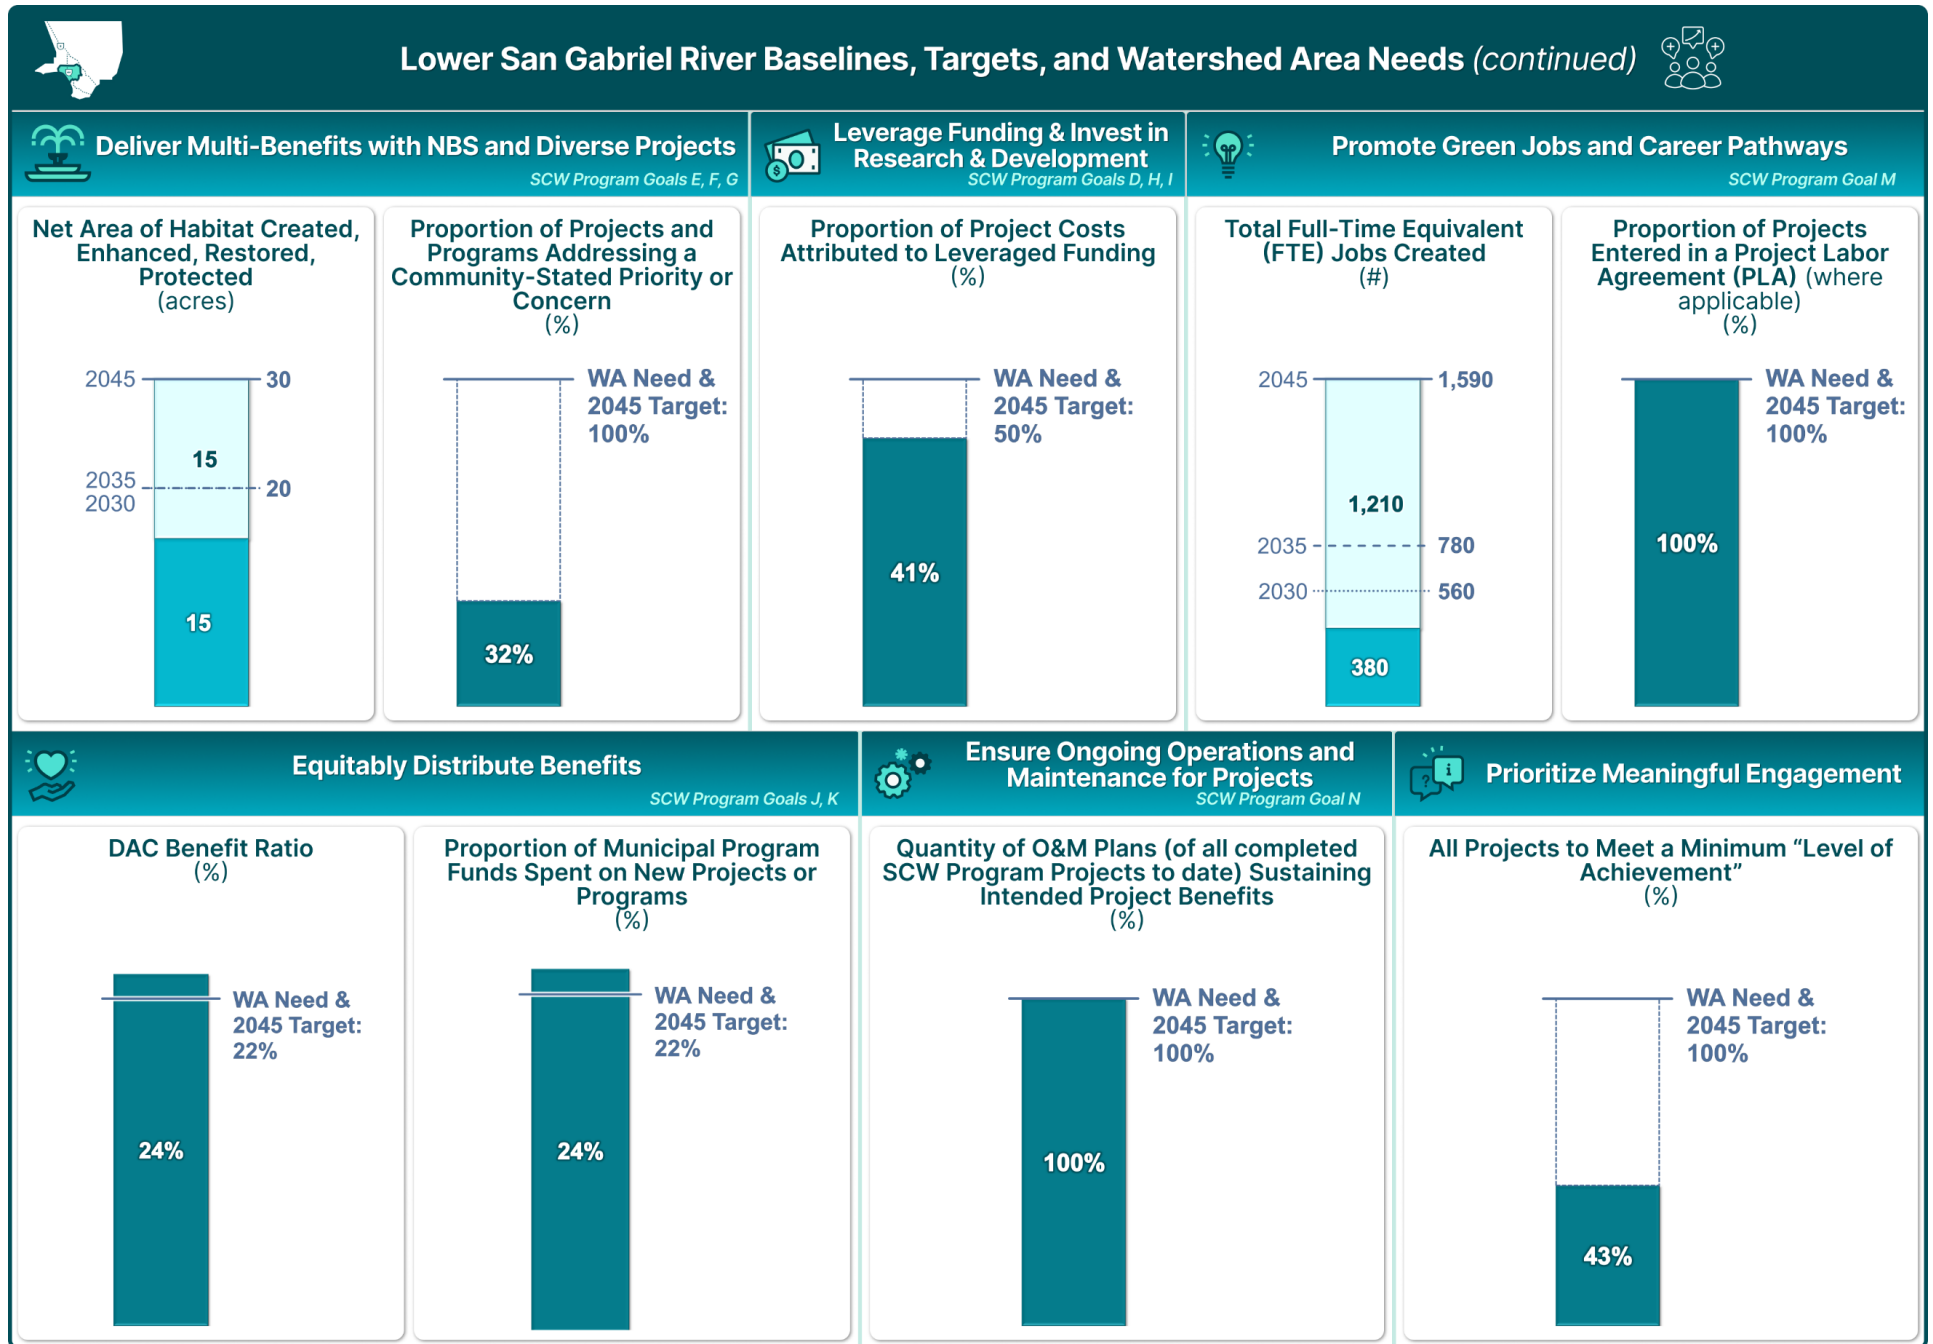 Lower San Gabriel River Baselines, Targets, and Watershed Area Needs (continued)
Deliver Multi-Benefits with NBS and Diverse Projects
SCW Program Goals E, F, G
Leverage Funding & Invest in
Research & Development
SCW Program Goals D, H, I
Promote Green Jobs and Career Pathways
SCW Program Goal M
Net Area of Habitat Created,
Enhanced, Restored,
Protected
(acres)
2045
30
15
2035
2030
20
15
Proportion of Projects and
Programs Addressing a
Community-Stated Priority or
Concern
(%)
WA Need &
2045 Target:
100%
32%
Proportion of Project Costs
Attributed to Leveraged Funding
(%)
WA Need &
2045 Target:
50%
41%
Total Full-Time Equivalent
(FTE) Jobs Created
(#)
2045
1,590
1,210
2035
780
2030
560
380
Proportion of Projects
Entered in a Project Labor
Agreement (PLA) (where
applicable)
(%)
WA Need &
2045 Target:
100%
100%
Equitably Distribute Benefits
SCW Program Goals J, K
Ensure Ongoing Operations and
Maintenance for Projects
SCW Program Goal N
Prioritize Meaningful Engagement
DAC Benefit Ratio
(%)
WA Need &
2045 Target:
22%
24%
Proportion of Municipal Program
Funds Spent on New Projects or
Programs
(%)
WA Need &
2045 Target:
22%
24%
Quantity of O&M Plans (of all completed
SCW Program Projects to date) Sustaining
Intended Project Benefits
(%)
WA Need &
2045 Target:
100%
100%
All Projects to Meet a Minimum “Level of
Achievement”
(%)
WA Need &
2045 Target:
100%
43%